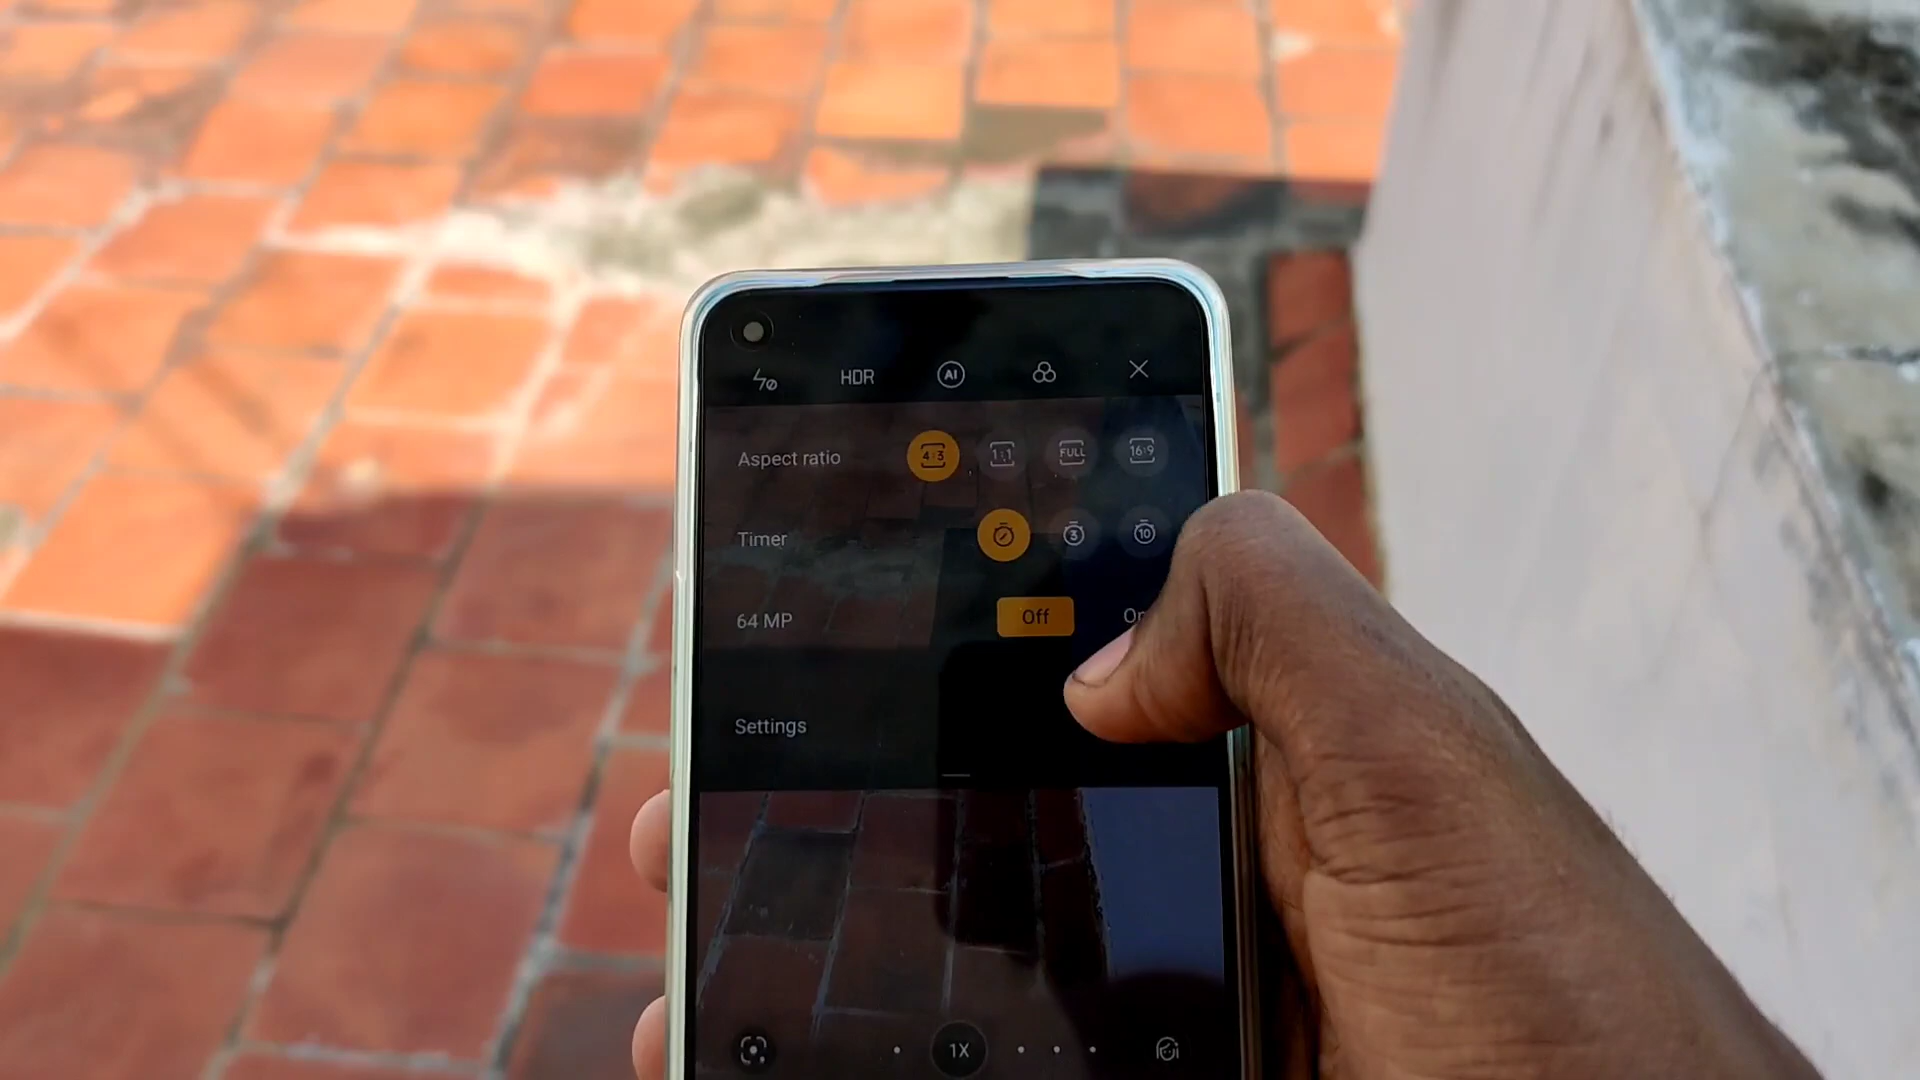 HDR AI
Aspect ratio 4:3 1:1 FULL 16:9
Timer 3 10
64 MP Off
Settings
1X